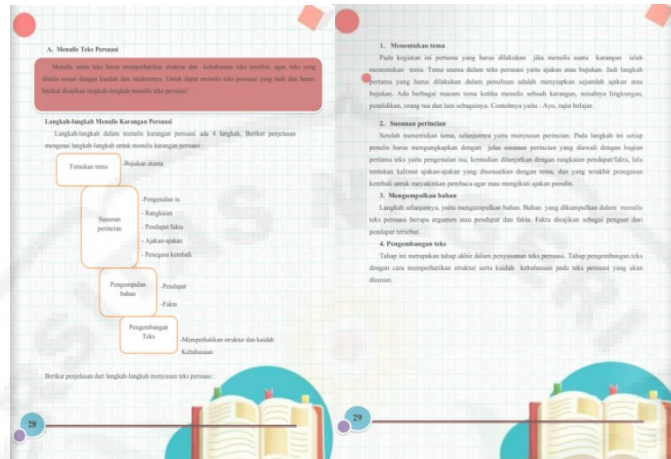 A. Menulis Teks Persuasi
Menulis suatu teks harus memperhatikan struktur dan kebahasaan teks tersebut, agar, teks yang
ditulis sesuai dengan kaidah dan strukturnya. Untuk dapat menulis teks persuasi yang baik dan benar,
berikut disajikan langkah-langkah menulis teks persuasi!
Langkah-langkah Menulis Karangan Persuasi
Langkah-langkah dalam menulis karangan persuasi ada 4 langkah. Berikut penjelasan
mengenai langkah-langkah untuk menulis karangan persuasi :
Temukan tema
-Bujukan utama
Susunan
perincian
-Pengenalan iu
- Rangkaian
- Pendapat/fakta
- Ajakan-ajakan
- Penegasa kembali
Pengumpulan
bahan
-Pendapat
-Fakta
Pengembangan
Teks
-Memperhatikan struktur dan kaidah
Kebahasaan
Berikut penjelasan dari langkah-langkah menyusun teks persuasi :
28
1. Menentukan tema
Pada kegiatan ini pertama yang harus dilakukan jika menulis suatu karangan ialah
menentukan tema. Tema utama dalam teks persuasi yaitu ajakan atau bujukan. Jadi langkah
pertama yang harus dilakukan dalam penulisan adalah menyiapkan sejumlah ajakan atau
bujukan. Ada berbagai macam tema ketika menulis sebuah karangan, misalnya lingkungan,
pendidikan, orang tua dan lain sebagainya. Contohnya yaitu : Ayo, rajin belajar.
2. Susunan perincian
Setelah menentukan tema, selanjutnya yaitu menyusun perincian. Pada langkah ini setiap
penulis harus mengungkapkan dengan jelas susunan perincian yang diawali dengan bagian
pertama teks yaitu pengenalan isu, kemudian dilanjutkan dengan rangkaian pendapat/fakta, lalu
tentukan kalimat ajakan-ajakan yang disesuaikan dengan tema, dan yang terakhir penegasan
kembali untuk meyakinkan pembaca agar mau mengikuti ajakan penulis.
3. Mengumpulkan bahan
Langkah selanjutnya, yaitu mengumpulkan bahan. Bahan yang dikumpulkan dalam menulis
teks persuasi berupa argumen atau pendapat dan fakta. Fakta disajikan sebagai penguat dari
pendapat tersebut.
4. Pengembangan teks
Tahap ini merupakan tahap akhir dalam penyusunan teks persuasi. Tahap pengembangan teks
dengan cara memperhatikan struktur serta kaidah kebahasaan pada teks persuasi yang akan
disusun.
29